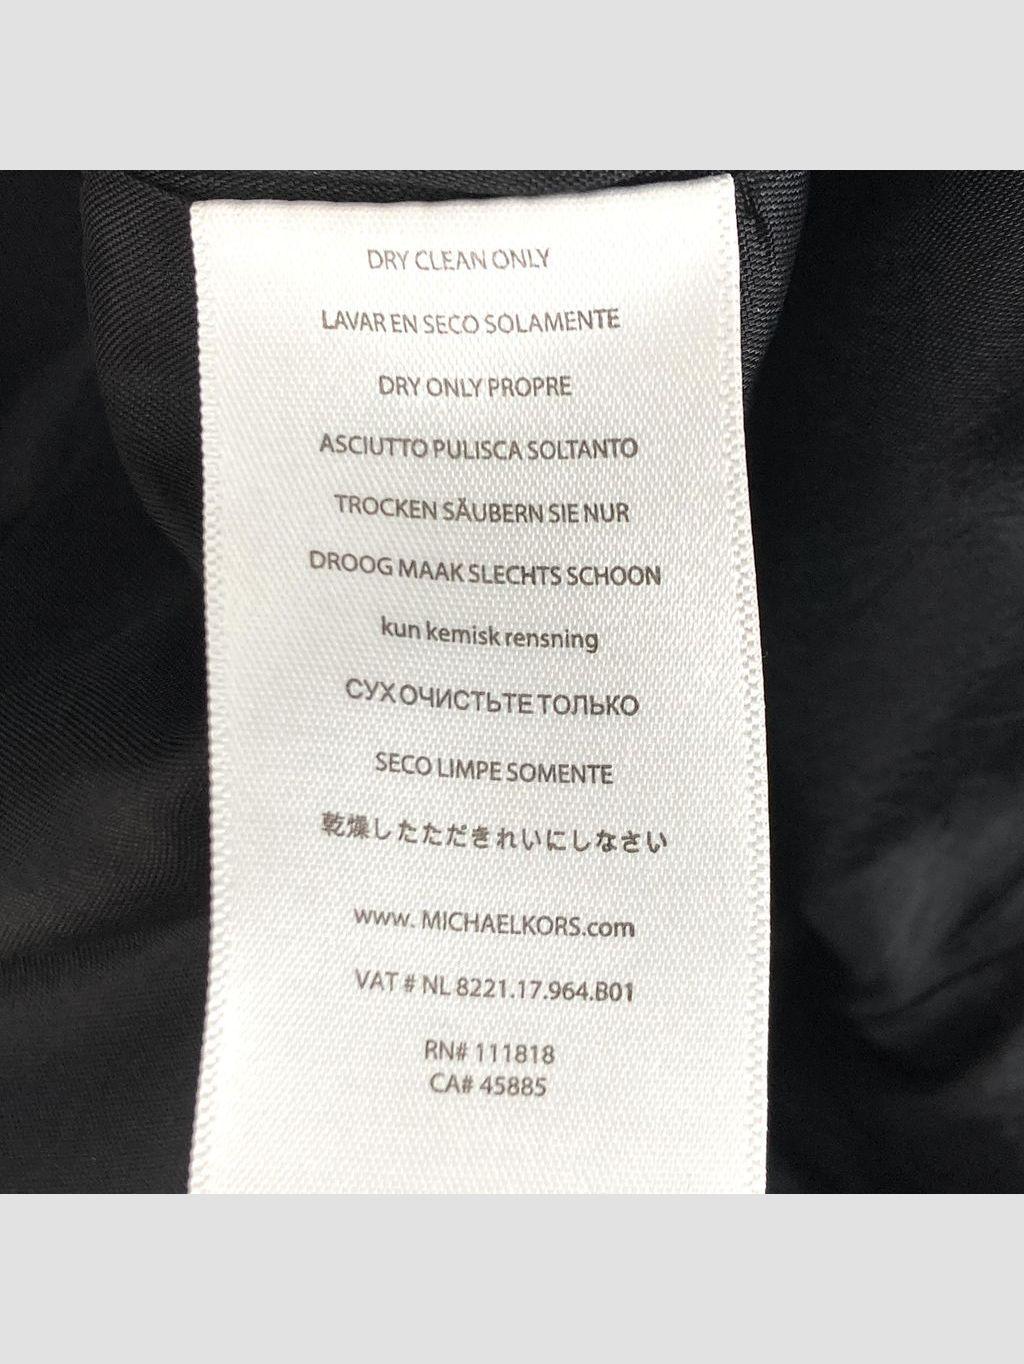 DRY CLEAN ONLY
LAVAR EN SECO SOLAMENTE
DRY ONLY PROPRE
ASCIUTTO PULISCA SOLTANTO
TROCKEN SÄUBERN SIE NUR
DROOG MAAK SLECHTS SCHOON
kun kemisk rensning
СУХ ОЧИСТЬТЕ ТОЛЬКО
SECO LIMPE SOMENTE
乾燥したただきれいにしなさい
www. MICHAELKORS.com
VAT # NL 8221.17.964.B01
RN# 111818
CA# 45885